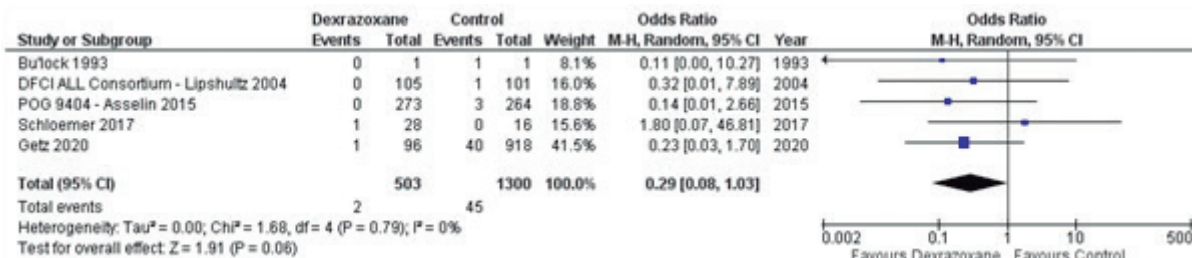 Dexrazoxane Control Odds Ratio Odds Ratio
Study or Subgroup Events Total Events Total Weight M-H, Random, 95% CI Year M-H, Random, 95% CI
Bu'lock 1993 0 1 1 1 8.1% 0.11 [0.00, 10.27] 1993
DFCI ALL Consortium - Lipshultz 2004 0 105 1 101 16.0% 0.32 [0.01, 7.89] 2004
POG 9404 - Asselin 2015 0 273 3 264 18.8% 0.14 [0.01, 2.66] 2015
Schloemer 2017 1 28 0 16 15.6% 1.80 [0.07, 46.81] 2017
Getz 2020 1 96 40 918 41.5% 0.23 [0.03, 1.70] 2020
Total (95% CI) 503 1300 100.0% 0.29 [0.08, 1.03]
Total events 2 45
Heterogeneity: Tau² = 0.00; Chi² = 1.68, df = 4 (P = 0.79); I² = 0%
Test for overall effect: Z = 1.91 (P = 0.06)
0.002 0.1 1 10 500
Favours Dexrazoxane Favours Control